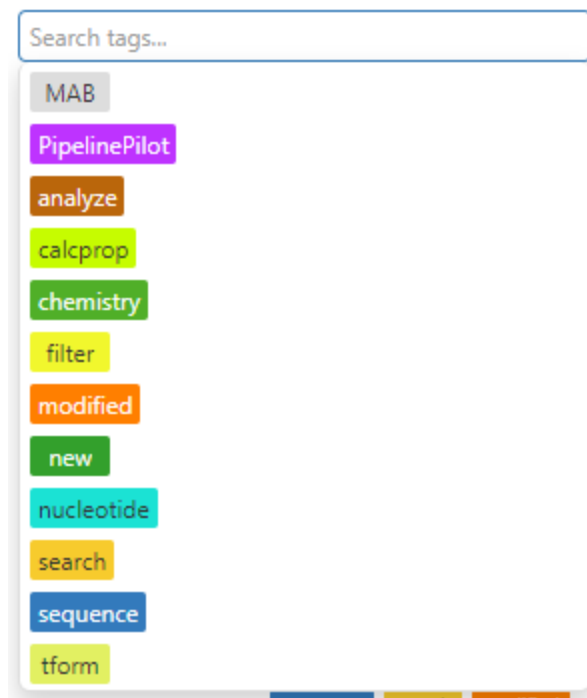 Search tags...
MAB
PipelinePilot
analyze
calcprop
chemistry
filter
modified
new
nucleotide
search
sequence
tform